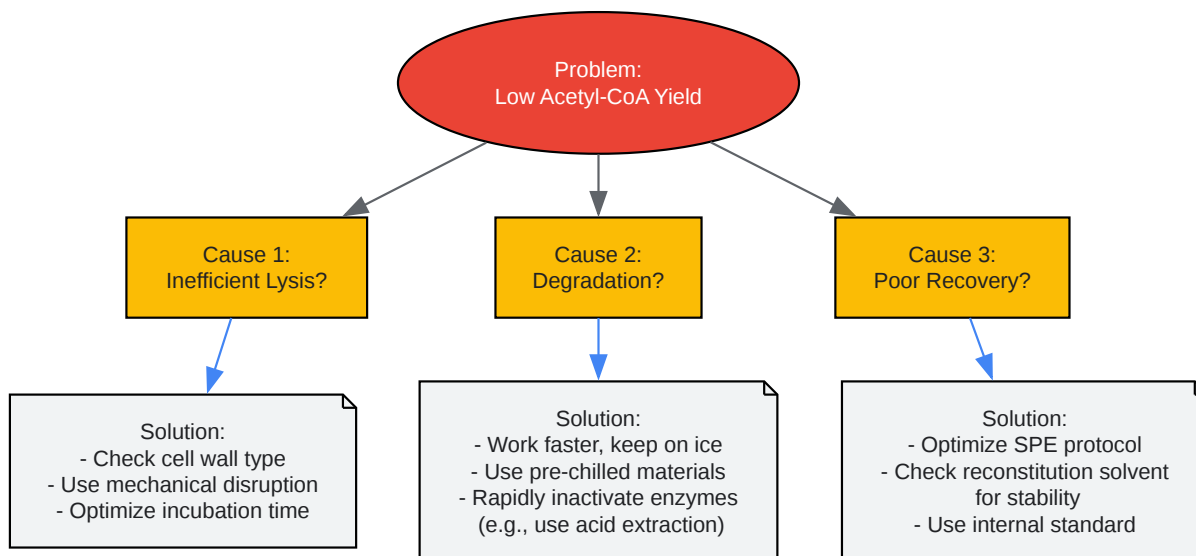 Problem:
Low Acetyl-CoA Yield
Cause 1:
Inefficient Lysis?
Cause 2:
Degradation?
Cause 3:
Poor Recovery?
Solution:
- Check cell wall type
- Use mechanical disruption
- Optimize incubation time
Solution:
- Work faster, keep on ice
- Use pre-chilled materials
- Rapidly inactivate enzymes
(e.g., use acid extraction)
Solution:
- Optimize SPE protocol
- Check reconstitution solvent
for stability
- Use internal standard